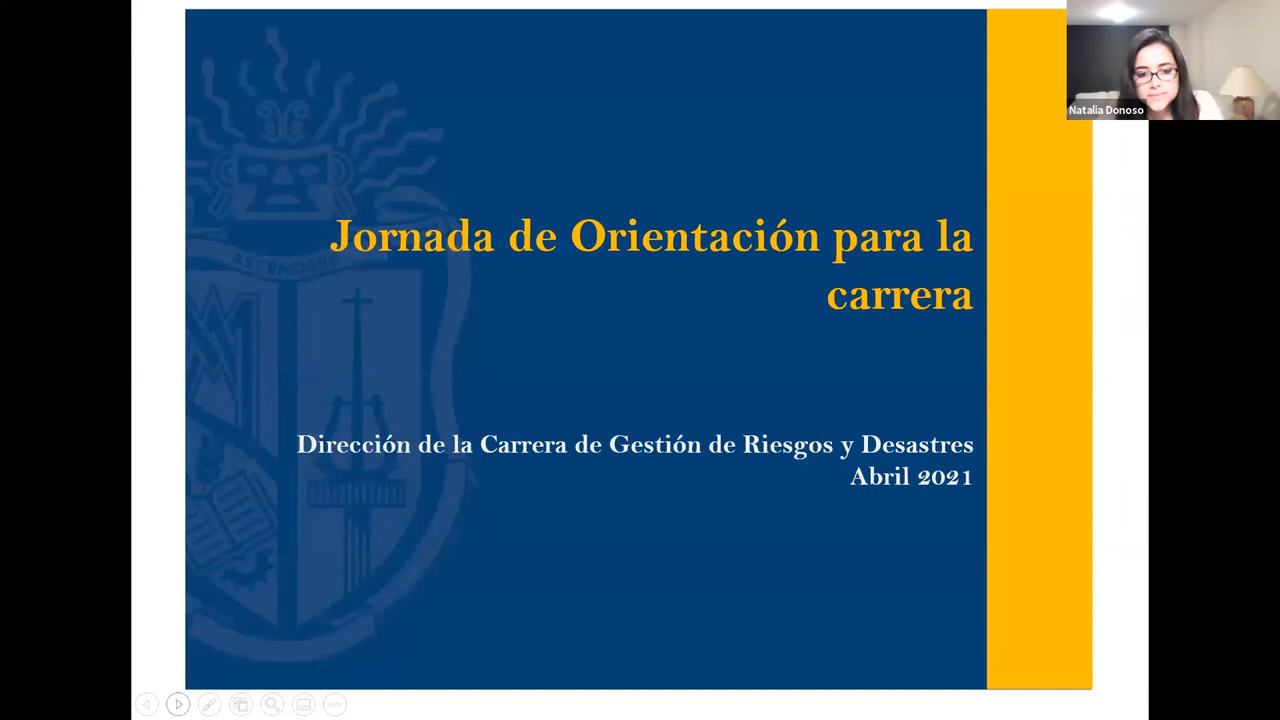 Jornada de Orientación para la
carrera
Dirección de la Carrera de Gestión de Riesgos y Desastres
Abril 2021
Natalia Donoso
ASCENDERE